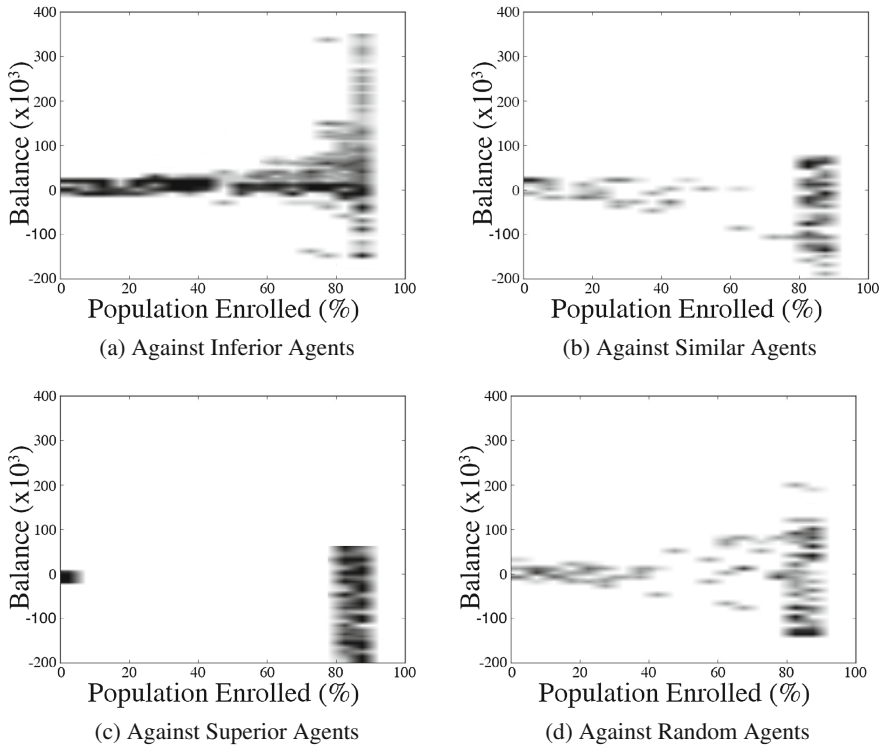 400
300
200
100
0
-100
-200
0 20 40 60 80 100
Balance (x10³)
Population Enrolled (%)
(a) Against Inferior Agents
400
300
200
100
0
-100
-200
0 20 40 60 80 100
Balance (x10³)
Population Enrolled (%)
(b) Against Similar Agents
400
300
200
100
0
-100
-200
0 20 40 60 80 100
Balance (x10³)
Population Enrolled (%)
(c) Against Superior Agents
400
300
200
100
0
-100
-200
0 20 40 60 80 100
Balance (x10³)
Population Enrolled (%)
(d) Against Random Agents